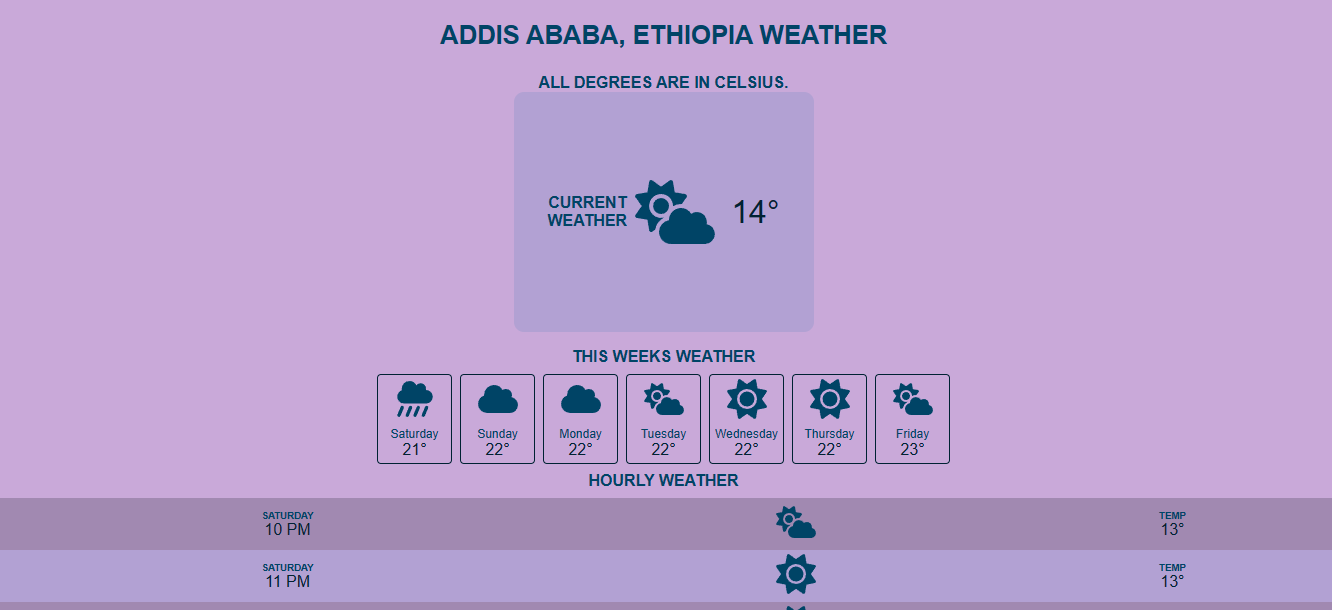 ADDIS ABABA, ETHIOPIA WEATHER
ALL DEGREES ARE IN CELSIUS.
CURRENT
WEATHER
14°
THIS WEEKS WEATHER
Saturday
21°
Sunday
22°
Monday
22°
Tuesday
22°
Wednesday
22°
Thursday
22°
Friday
23°
HOURLY WEATHER
SATURDAY
10 PM
TEMP
13°
SATURDAY
11 PM
TEMP
13°